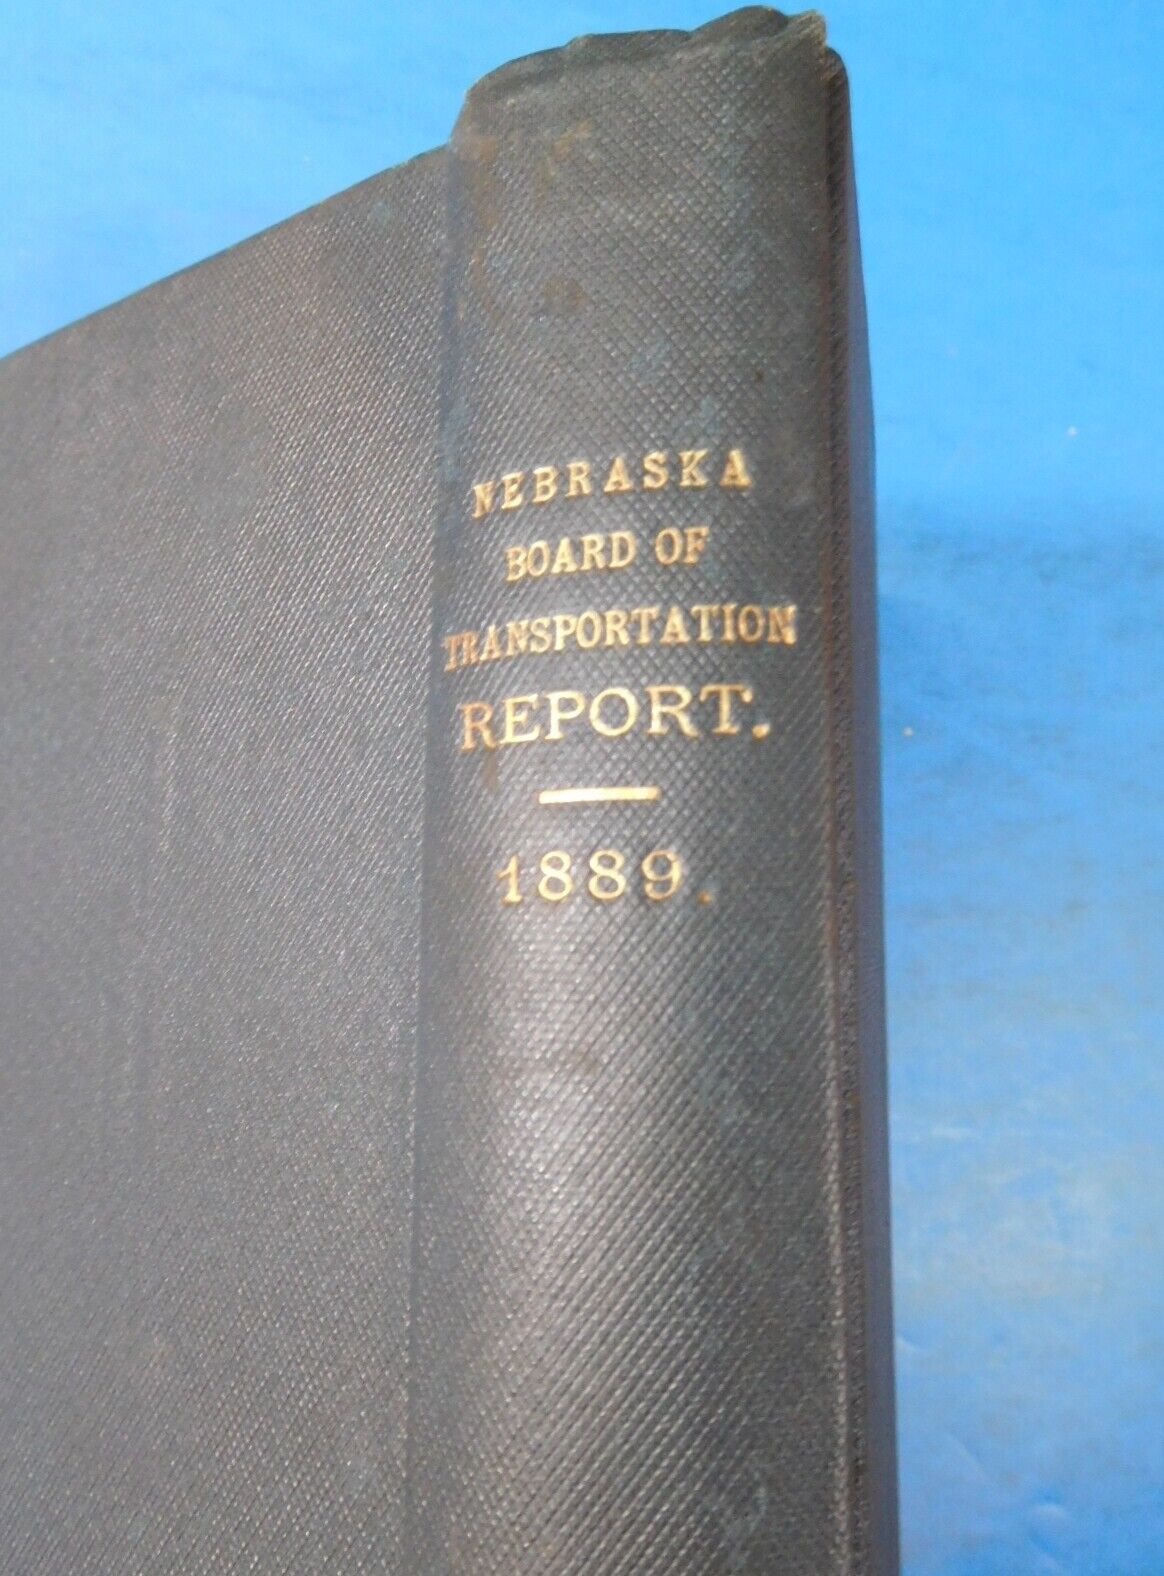 NEBRASKA
BOARD OF
TRANSPORTATION
REPORT.
1889.